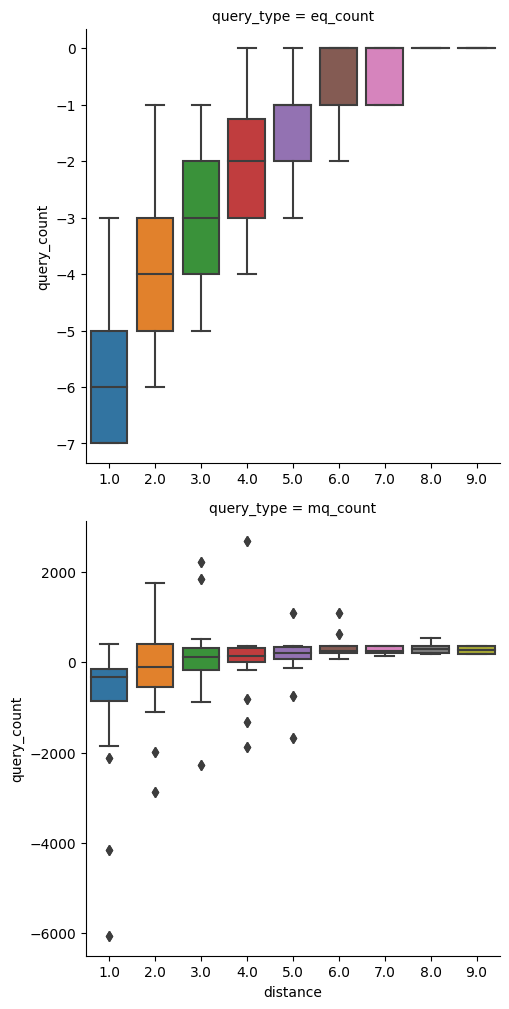 query_type = eq_count
0
−1
−2
−3
−4
−5
−6
−7
query_count
1.0 2.0 3.0 4.0 5.0 6.0 7.0 8.0 9.0
query_type = mq_count
2000
0
−2000
−4000
−6000
query_count
1.0 2.0 3.0 4.0 5.0 6.0 7.0 8.0 9.0
distance